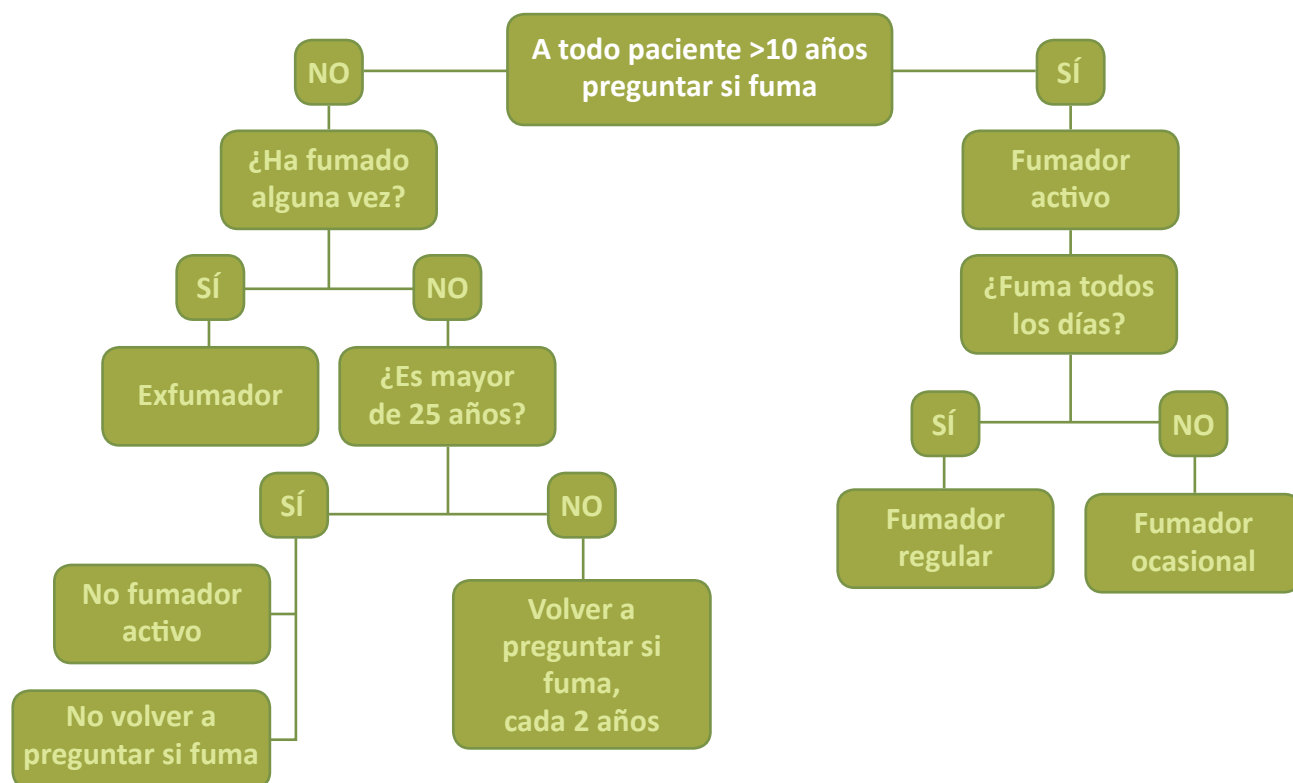 A todo paciente >10 años
preguntar si fuma
NO
SÍ
¿Ha fumado
alguna vez?
Fumador
activo
SÍ
NO
¿Fuma todos
los días?
Exfumador
¿Es mayor
de 25 años?
SÍ
NO
SÍ
NO
Fumador
regular
Fumador
ocasional
No fumador
activo
Volver a
preguntar si
fuma,
cada 2 años
No volver a
preguntar si fuma